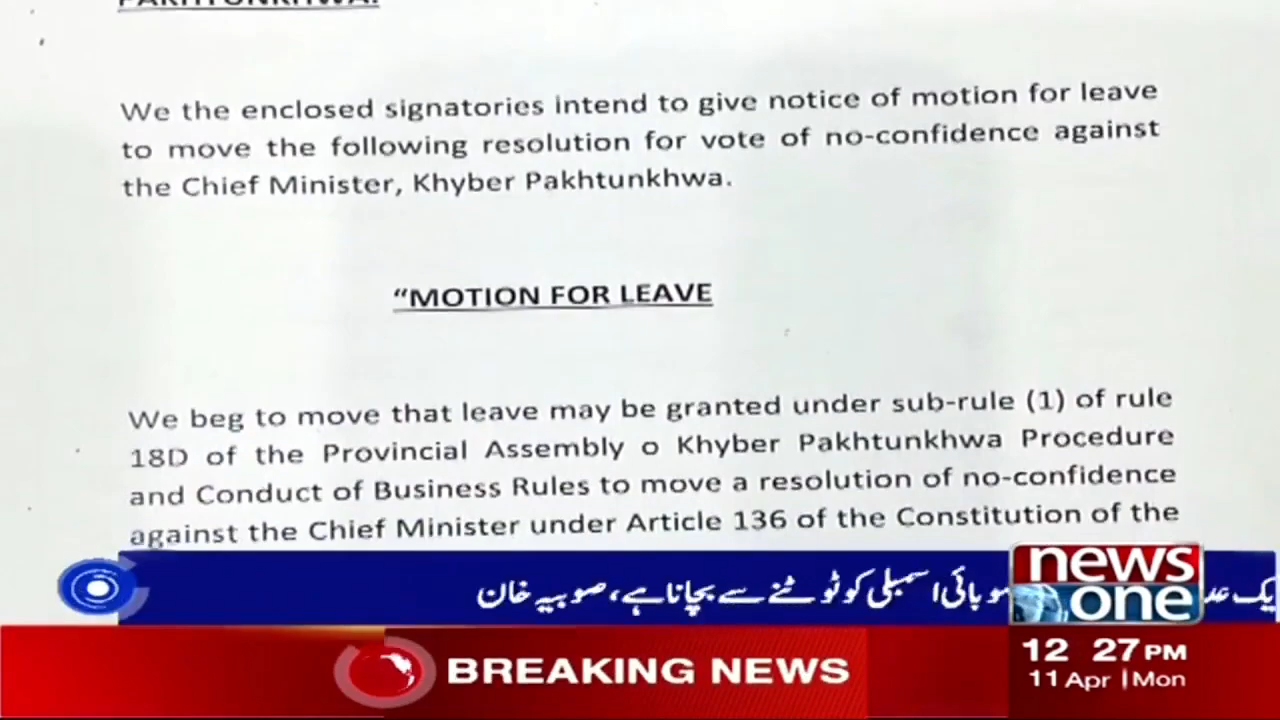 PAKHTUNKHWA.
We the enclosed signatories intend to give notice of motion for leave
to move the following resolution for vote of no-confidence against
the Chief Minister, Khyber Pakhtunkhwa.
“MOTION FOR LEAVE
We beg to move that leave may be granted under sub-rule (1) of rule
18D of the Provincial Assembly o Khyber Pakhtunkhwa Procedure
and Conduct of Business Rules to move a resolution of no-confidence
against the Chief Minister under Article 136 of the Constitution of the
اسمبلی کو ٹوٹنے سے بچانا ہے، صوبیہ خان
news
one
BREAKING NEWS
12 27 PM
11 Apr | Mon